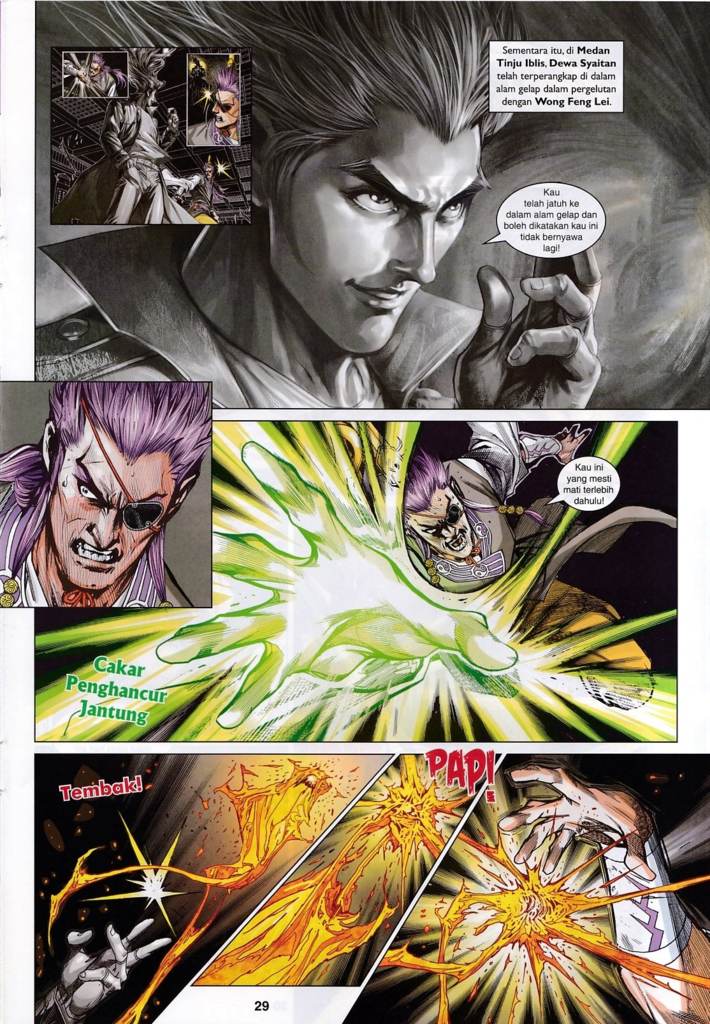 Sementara itu, di Medan
Tinju Iblis, Dewa Syaitan
telah terperangkap di dalam
alam gelap dalam pergelutan
dengan Wong Feng Lei.
Kau
telah jatuh ke
dalam alam gelap dan
boleh dikatakan kau ini
tidak bernyawa
lagi!
Kau ini
yang mesti
mati terlebih
dahulu!
Cakar
Penghancur
Jantung
Tembak!
PAP!
29